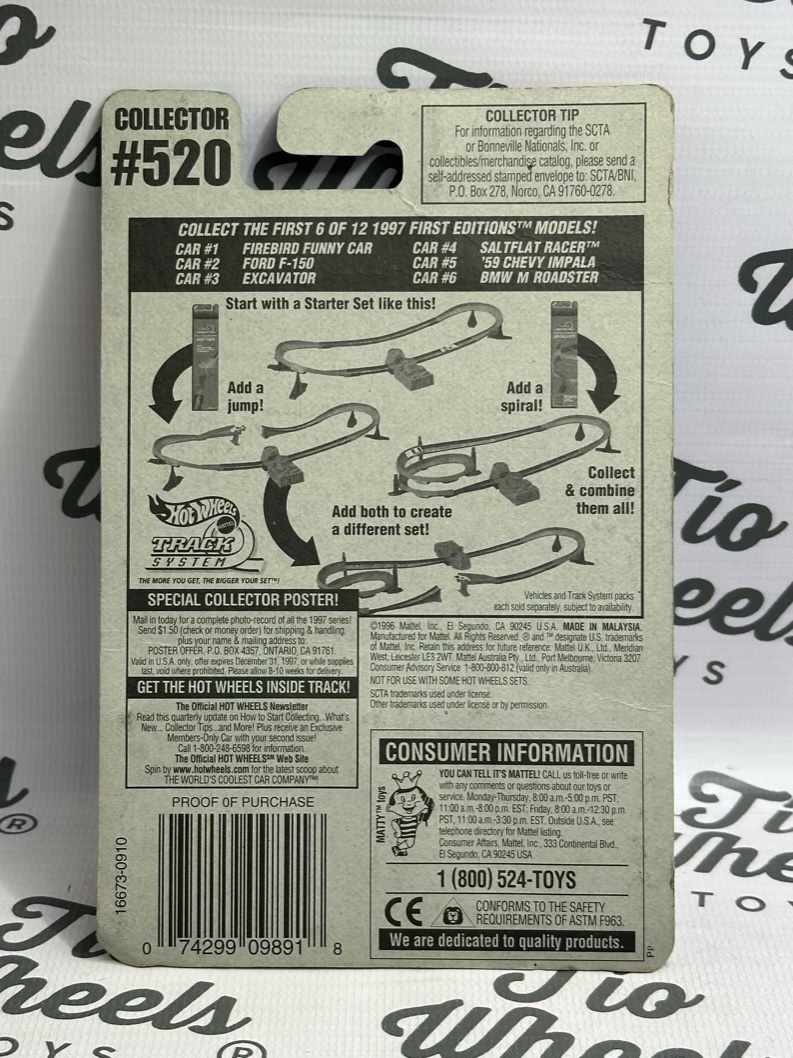 COLLECTOR
#520
COLLECTOR TIP
For information regarding the SCTA
or Bonneville Nationals, Inc. or
collectibles/merchandise catalog, please send a
self-addressed stamped envelope to: SCTA/BNI,
P.O. Box 278, Norco, CA 91760-0278.
COLLECT THE FIRST 6 OF 12 1997 FIRST EDITIONS™ MODELS!
CAR #1 FIREBIRD FUNNY CAR CAR #4 SALTFLAT RACER™
CAR #2 FORD F-150 CAR #5 '59 CHEVY IMPALA
CAR #3 EXCAVATOR CAR #6 BMW M ROADSTER
Start with a Starter Set like this!
Add a
jump!
Add a
spiral!
Collect
& combine
them all!
Add both to create
a different set!
HOT WHEELS
MATTEL
TRACK
SYSTEM
THE MORE YOU GET, THE BIGGER YOUR SET™!
Vehicles and Track System packs
each sold separately, subject to availability.
SPECIAL COLLECTOR POSTER!
Mail in today for a complete photo-record of all the 1997 series!
Send $1.50 (check or money order) for shipping & handling,
plus your name & mailing address to:
POSTER OFFER, P.O. BOX 4357, ONTARIO, CA 91761.
Valid in U.S.A. only, offer expires December 31, 1997, or while supplies
last, void where prohibited. Please allow 8-10 weeks for delivery.
GET THE HOT WHEELS INSIDE TRACK!
The Official HOT WHEELS Newsletter
Read this quarterly update on How to Start Collecting...What's
New... Collector Tips...and More! Plus receive an Exclusive
Members-Only Car with your second issue!
Call 1-800-248-6598 for information.
The Official HOT WHEELS℠ Web Site
Spin by www.hotwheels.com for the latest scoop about
THE WORLD'S COOLEST CAR COMPANY™!
©1996 Mattel, Inc., El Segundo, CA 90245 U.S.A. MADE IN MALAYSIA.
Manufactured for Mattel. All Rights Reserved. ® and ™ designate U.S. trademarks
of Mattel, Inc. Retain this address for future reference: Mattel U.K., Ltd., Meridian
West; Leicester LE3 2WT. Mattel Australia Pty., Ltd., Port Melbourne, Victoria 3207.
Consumer Advisory Service 1-800-800-812 (valid only in Australia).
NOT FOR USE WITH SOME HOT WHEELS SETS.
SCTA trademarks used under license.
Other trademarks used under license or by permission.
PROOF OF PURCHASE
16673-0910
0 74299 09891 8
CONSUMER INFORMATION
MATTY™ toys
YOU CAN TELL IT'S MATTEL! CALL us toll-free or write
with any comments or questions about our toys or
service. Monday-Thursday, 8:00 a.m.-5:00 p.m. PST;
11:00 a.m.-8:00 p.m. EST; Friday, 8:00 a.m.-12:30 p.m.
PST, 11:00 a.m.-3:30 p.m. EST. Outside U.S.A., see
telephone directory for Mattel listing.
Consumer Affairs, Mattel, Inc., 333 Continental Blvd.,
El Segundo, CA 90245 USA
1 (800) 524-TOYS
CE
CONFORMS TO THE SAFETY
REQUIREMENTS OF ASTM F963.
We are dedicated to quality products.
PP
Tio
Wheels
TOYS
®